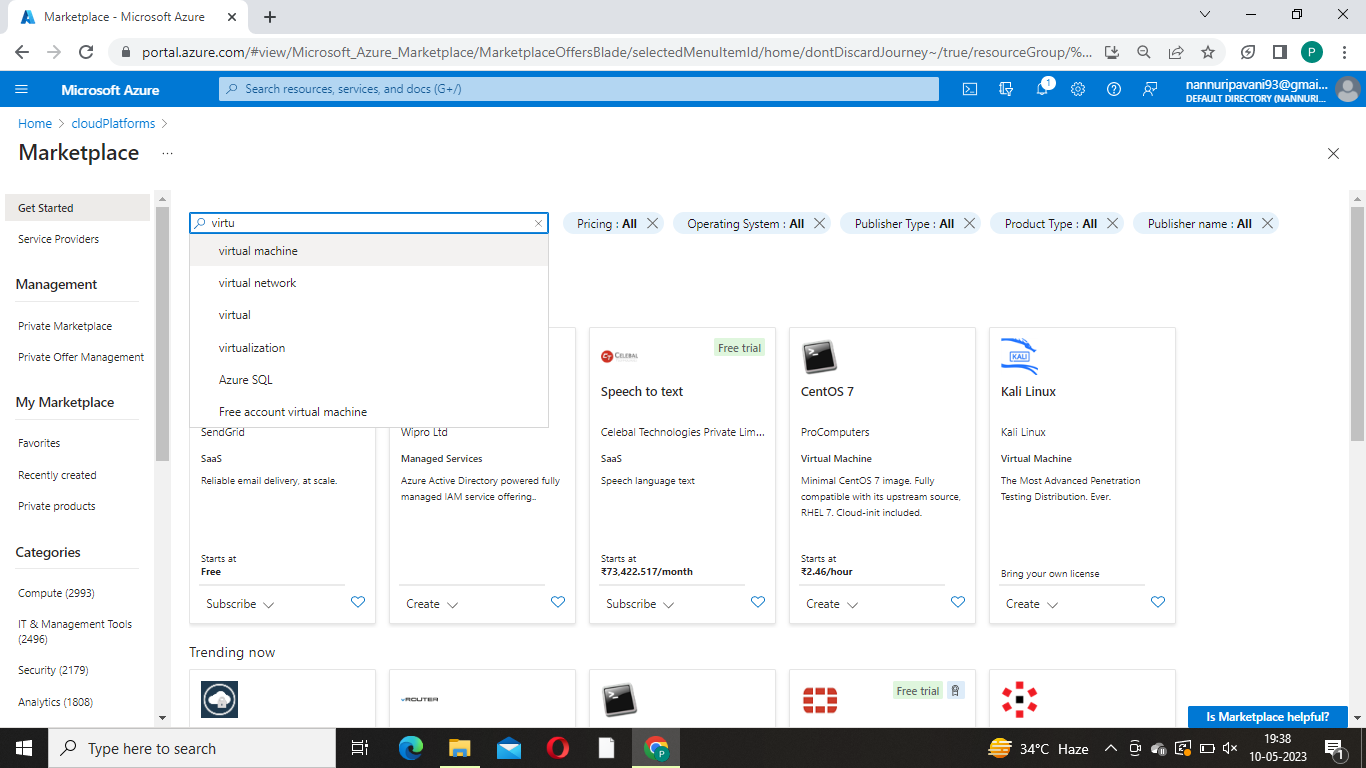 Marketplace - Microsoft Azure
portal.azure.com/#view/Microsoft_Azure_Marketplace/MarketplaceOffersBlade/selectedMenuItemId/home/dontDiscardJourney~/true/resourceGroup/%...
P
Microsoft Azure
Search resources, services, and docs (G+/)
1
nannuripavani93@gmai...
DEFAULT DIRECTORY (NANNURI...
Home > cloudPlatforms >
Marketplace ...
Get Started
Service Providers
Management
Private Marketplace
Private Offer Management
My Marketplace
Favorites
Recently created
Private products
Categories
Compute (2993)
IT & Management Tools
(2496)
Security (2179)
Analytics (1808)
virtu
Pricing : All
Operating System : All
Publisher Type : All
Product Type : All
Publisher name : All
virtual machine
virtual network
virtual
virtualization
Azure SQL
Free account virtual machine
SendGrid
SaaS
Reliable email delivery, at scale.
Starts at
Free
Subscribe
Wipro Ltd
Managed Services
Azure Active Directory powered fully
managed IAM service offering..
Create
CELEBAL
Free trial
Speech to text
Celebal Technologies Private Lim...
SaaS
Speech language text
Starts at
₹73,422.517/month
Subscribe
CentOS 7
ProComputers
Virtual Machine
Minimal CentOS 7 image. Fully
compatible with its upstream source,
RHEL 7. Cloud-init included.
Starts at
₹2.46/hour
Create
KALI
Kali Linux
Kali Linux
Virtual Machine
The Most Advanced Penetration
Testing Distribution. Ever.
Bring your own license
Create
Trending now
vROUTER
Free trial
Is Marketplace helpful?
Type here to search
P
34°C Haze
19:38
10-05-2023
1